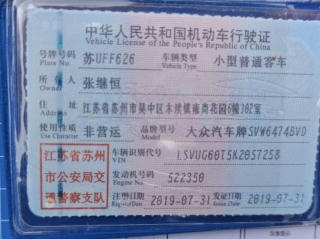 中华人民共和国机动车行驶证
Vehicle License of the People's Republic of China
号牌号码 苏UFF626 车辆类型 小型普通客车
Plate No. Vehicle Type
所有人 张继恒
Owner
住址 江苏省苏州市吴中区木渎镇雍尚花园6幢302室
Address
使用性质 非营运 品牌型号 大众汽车牌SVW6474BVD
Use Character Model
江苏省苏州
市公安局交
通警察支队
车辆识别代号 LSVUG60T5K2057258
VIN
发动机号码 522350
Engine No.
注册日期 2019-07-31 发证日期 2019-07-31
Register Date Issue Date